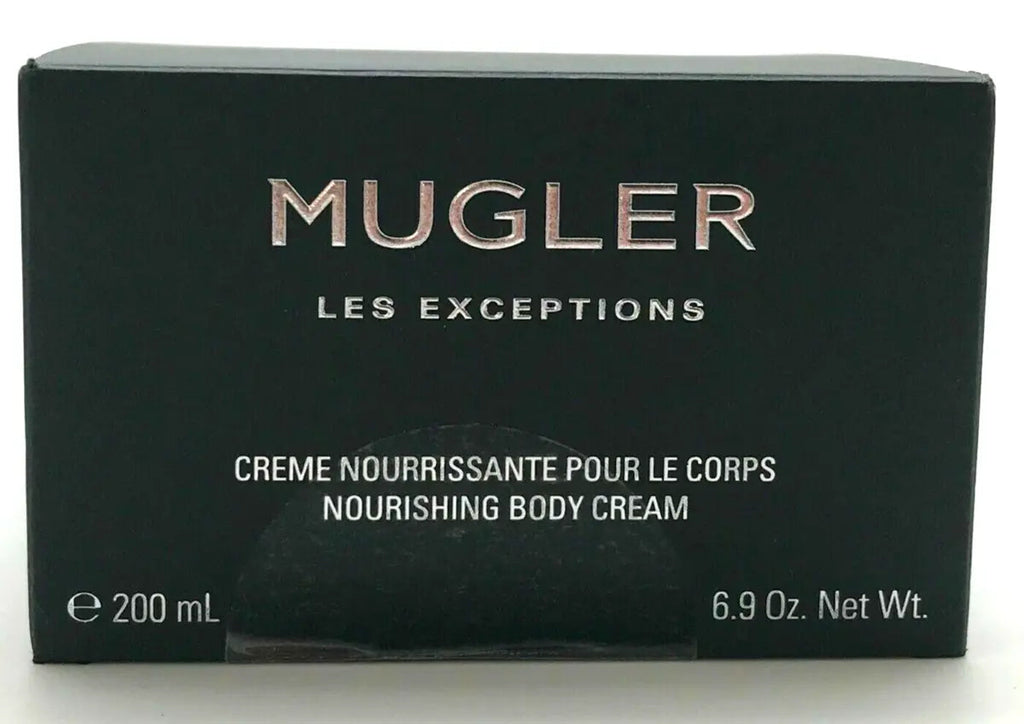 MUGLER
LES EXCEPTIONS
CREME NOURRISSANTE POUR LE CORPS
NOURISHING BODY CREAM
℮ 200 mL
6.9 Oz. Net Wt.